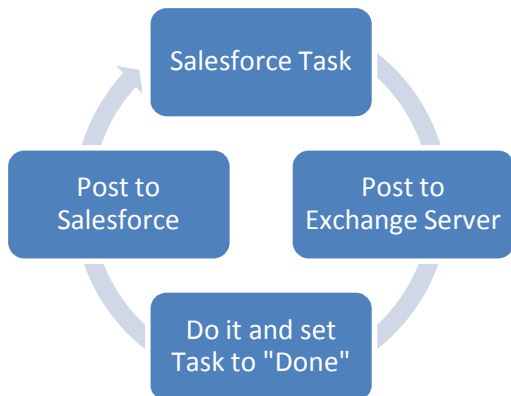 Salesforce Task
Post to
Exchange Server
Do it and set
Task to "Done"
Post to
Salesforce